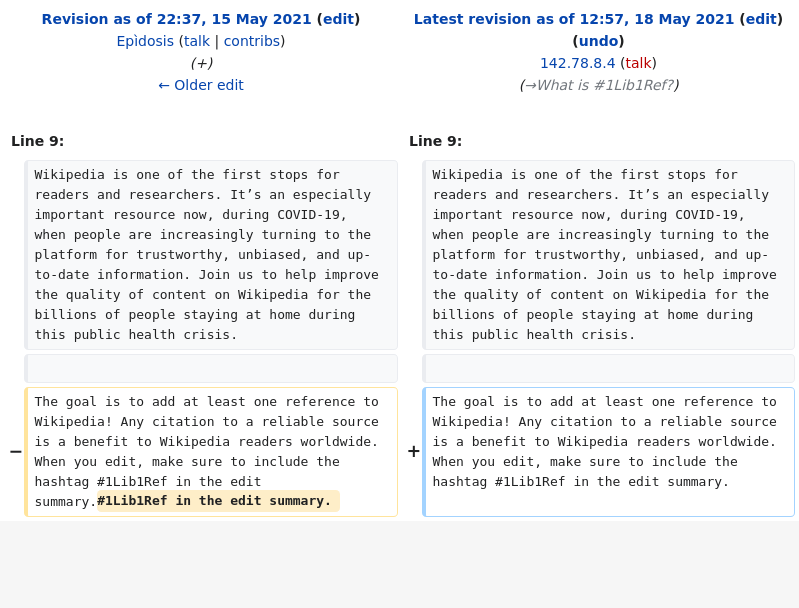 Revision as of 22:37, 15 May 2021 (edit)
Epìdosis (talk | contribs)
(+)
← Older edit
Latest revision as of 12:57, 18 May 2021 (edit)
(undo)
142.78.8.4 (talk)
(→What is #1Lib1Ref?)
Line 9:
Line 9:
Wikipedia is one of the first stops for
readers and researchers. It’s an especially
important resource now, during COVID-19,
when people are increasingly turning to the
platform for trustworthy, unbiased, and up-
to-date information. Join us to help improve
the quality of content on Wikipedia for the
billions of people staying at home during
this public health crisis.
Wikipedia is one of the first stops for
readers and researchers. It’s an especially
important resource now, during COVID-19,
when people are increasingly turning to the
platform for trustworthy, unbiased, and up-
to-date information. Join us to help improve
the quality of content on Wikipedia for the
billions of people staying at home during
this public health crisis.
−
The goal is to add at least one reference to
Wikipedia! Any citation to a reliable source
is a benefit to Wikipedia readers worldwide.
When you edit, make sure to include the
hashtag #1Lib1Ref in the edit
summary.#1Lib1Ref in the edit summary.
+
The goal is to add at least one reference to
Wikipedia! Any citation to a reliable source
is a benefit to Wikipedia readers worldwide.
When you edit, make sure to include the
hashtag #1Lib1Ref in the edit summary.